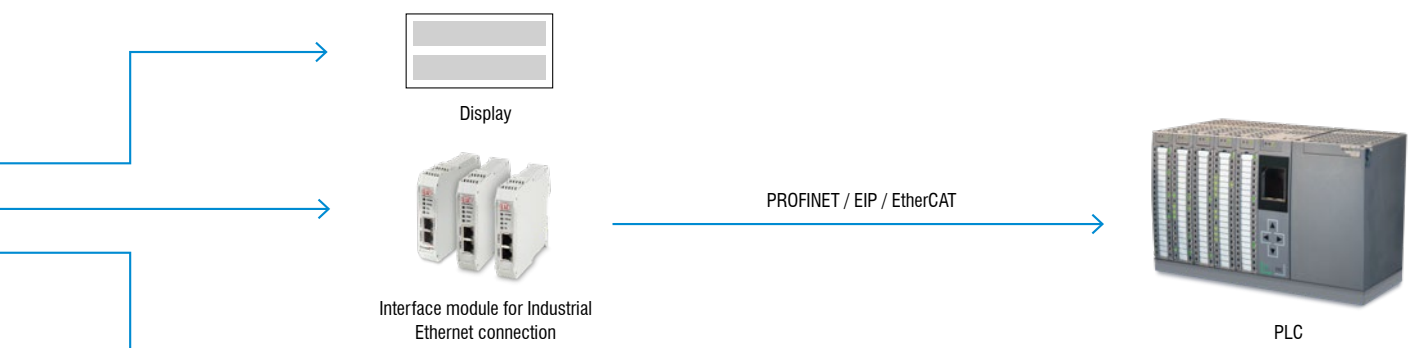 Display
PROFINET / EIP / EtherCAT
Interface module for Industrial
Ethernet connection
PLC